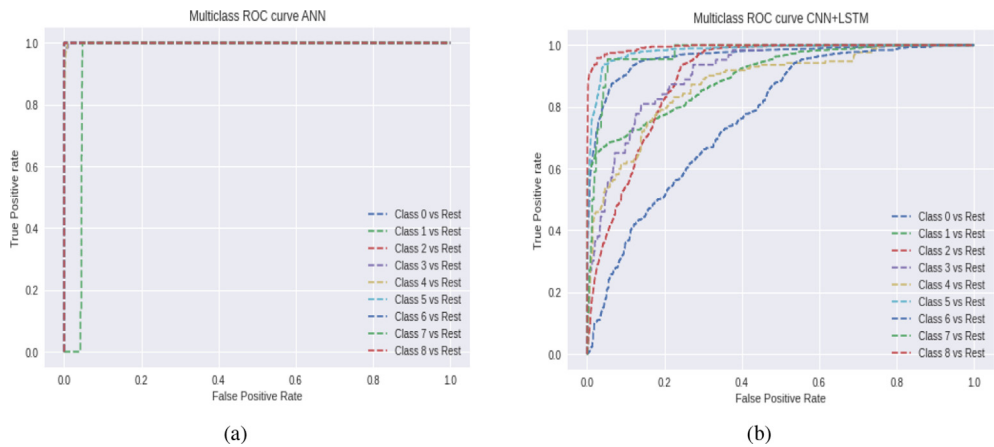 Multiclass ROC curve ANN
1.0
0.8
0.6
0.4
0.2
0.0
True Positive rate
Class 0 vs Rest
Class 1 vs Rest
Class 2 vs Rest
Class 3 vs Rest
Class 4 vs Rest
Class 5 vs Rest
Class 6 vs Rest
Class 7 vs Rest
Class 8 vs Rest
0.0 0.2 0.4 0.6 0.8 1.0
False Positive Rate
(a)
Multiclass ROC curve CNN+LSTM
1.0
0.8
0.6
0.4
0.2
0.0
True Positive rate
Class 0 vs Rest
Class 1 vs Rest
Class 2 vs Rest
Class 3 vs Rest
Class 4 vs Rest
Class 5 vs Rest
Class 6 vs Rest
Class 7 vs Rest
Class 8 vs Rest
0.0 0.2 0.4 0.6 0.8 1.0
False Positive Rate
(b)